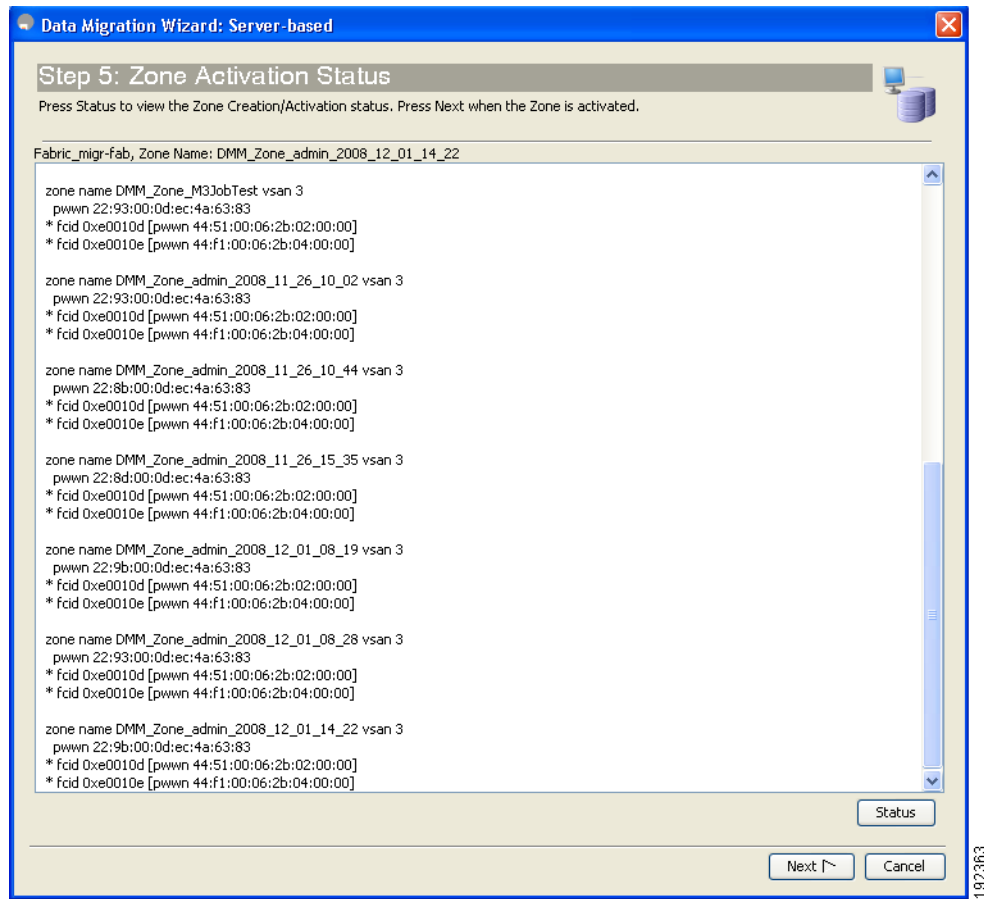 Data Migration Wizard: Server-based
Step 5: Zone Activation Status
Press Status to view the Zone Creation/Activation status. Press Next when the Zone is activated.
Fabric_migr-fab, Zone Name: DMM_Zone_admin_2008_12_01_14_22
zone name DMM_Zone_M3JobTest vsan 3
pwwn 22:93:00:0d:ec:4a:63:83
* fcid 0xe0010d [pwwn 44:51:00:06:2b:02:00:00]
* fcid 0xe0010e [pwwn 44:f1:00:06:2b:04:00:00]
zone name DMM_Zone_admin_2008_11_26_10_02 vsan 3
pwwn 22:93:00:0d:ec:4a:63:83
* fcid 0xe0010d [pwwn 44:51:00:06:2b:02:00:00]
* fcid 0xe0010e [pwwn 44:f1:00:06:2b:04:00:00]
zone name DMM_Zone_admin_2008_11_26_10_44 vsan 3
pwwn 22:8b:00:0d:ec:4a:63:83
* fcid 0xe0010d [pwwn 44:51:00:06:2b:02:00:00]
* fcid 0xe0010e [pwwn 44:f1:00:06:2b:04:00:00]
zone name DMM_Zone_admin_2008_11_26_15_35 vsan 3
pwwn 22:8d:00:0d:ec:4a:63:83
* fcid 0xe0010d [pwwn 44:51:00:06:2b:02:00:00]
* fcid 0xe0010e [pwwn 44:f1:00:06:2b:04:00:00]
zone name DMM_Zone_admin_2008_12_01_08_19 vsan 3
pwwn 22:9b:00:0d:ec:4a:63:83
* fcid 0xe0010d [pwwn 44:51:00:06:2b:02:00:00]
* fcid 0xe0010e [pwwn 44:f1:00:06:2b:04:00:00]
zone name DMM_Zone_admin_2008_12_01_08_28 vsan 3
pwwn 22:93:00:0d:ec:4a:63:83
* fcid 0xe0010d [pwwn 44:51:00:06:2b:02:00:00]
* fcid 0xe0010e [pwwn 44:f1:00:06:2b:04:00:00]
zone name DMM_Zone_admin_2008_12_01_14_22 vsan 3
pwwn 22:9b:00:0d:ec:4a:63:83
* fcid 0xe0010d [pwwn 44:51:00:06:2b:02:00:00]
* fcid 0xe0010e [pwwn 44:f1:00:06:2b:04:00:00]
Status
Next
Cancel
192363